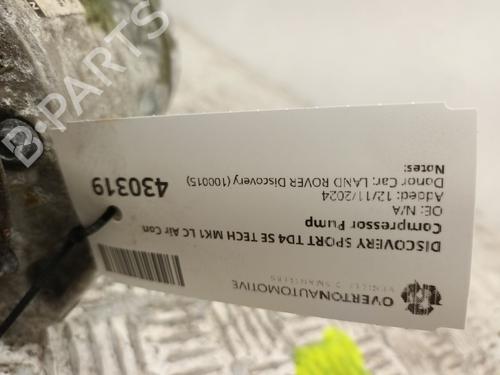 OVERTONAUTOMOTIVE
VEHICLE DISMANTLERS
DISCOVERY SPORT TD4 SE TECH MK1 LC Air Con
Compressor Pump
OE: N/A
Added: 12/11/2024
Donor Car: LAND ROVER Discovery (100015)
Notes:
430319
B-PARTS